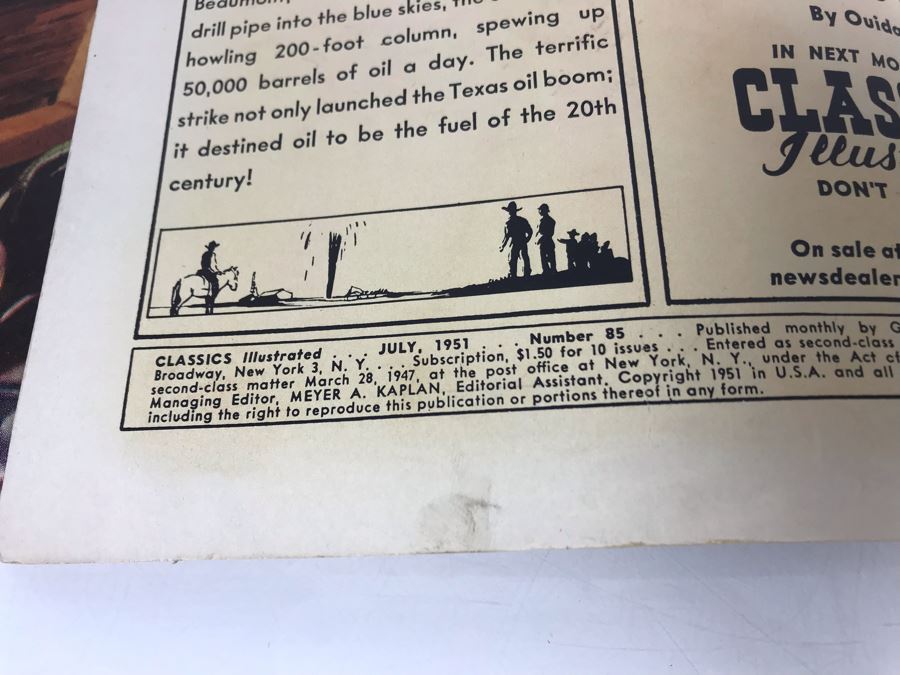 drill pipe into the blue skies,
howling 200-foot column, spewing up
50,000 barrels of oil a day. The terrific
strike not only launched the Texas oil boom;
it destined oil to be the fuel of the 20th
century!
By Ouida
IN NEXT MO
CLASS
Illus
DON'T
On sale at
newsdealer
CLASSICS Illustrated . . . JULY, 1951 . . . Number 85 . . . Published monthly by G
Broadway, New York 3, N. Y. . . . Subscription, $1.50 for 10 issues . . . Entered as second-class
second-class matter March 28, 1947, at the post office at New York, N. Y., under the Act of
Managing Editor, MEYER A. KAPLAN, Editorial Assistant. Copyright 1951 in U.S.A. and all
including the right to reproduce this publication or portions thereof in any form.